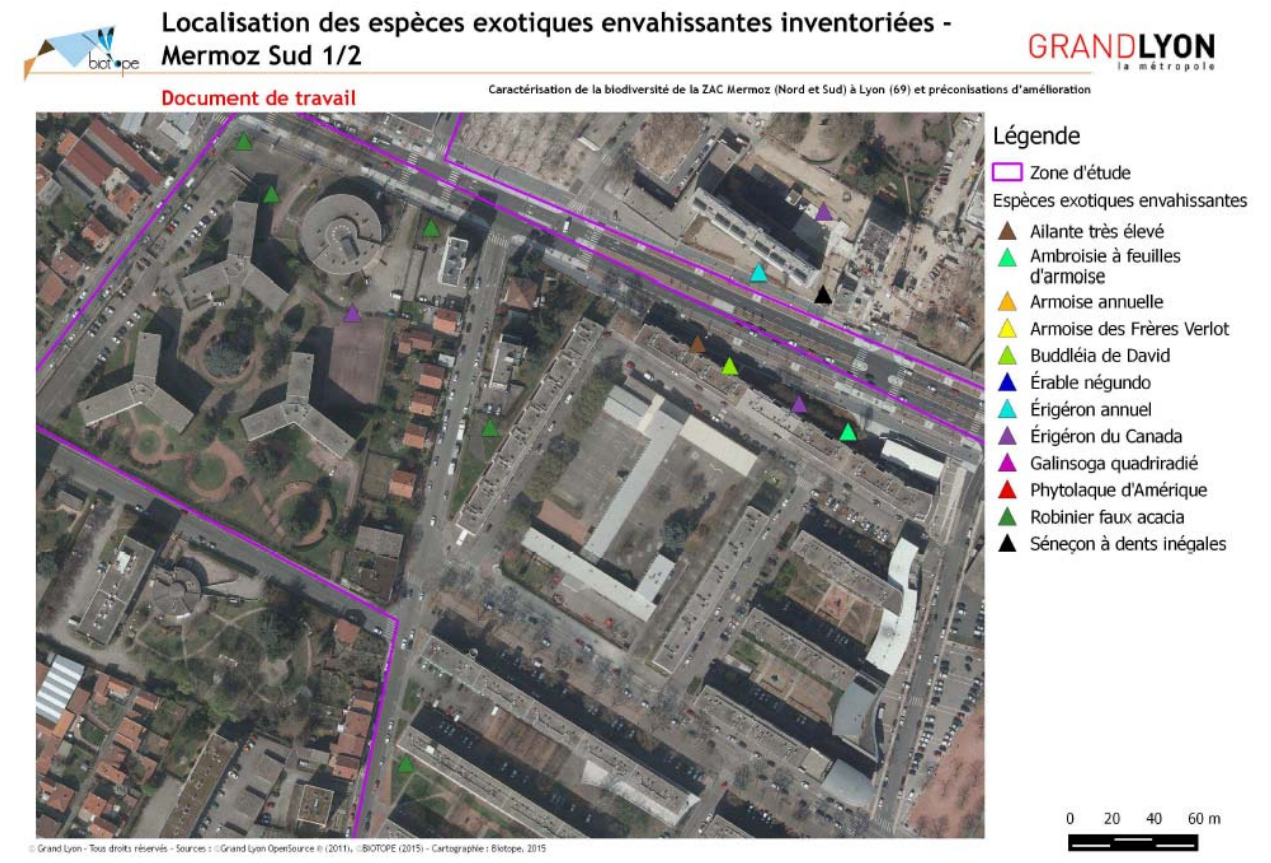 Localisation des espèces exotiques envahissantes inventoriées -
Mermoz Sud 1/2
biotope
GRANDLYON
la métropole
Document de travail
Caractérisation de la biodiversité de la ZAC Mermoz (Nord et Sud) à Lyon (69) et préconisations d'amélioration
Légende
Zone d'étude
Espèces exotiques envahissantes
Ailante très élevé
Ambroisie à feuilles
d'armoise
Armoise annuelle
Armoise des Frères Verlot
Buddléia de David
Érable négundo
Érigéron annuel
Érigéron du Canada
Galinsoga quadriradié
Phytolaque d'Amérique
Robinier faux acacia
Séneçon à dents inégales
0 20 40 60 m
© Grand Lyon - Tous droits réservés - Sources : ©Grand Lyon OpenSource ® (2011), ©BIOTOPE (2015) - Cartographie : Biotope, 2015